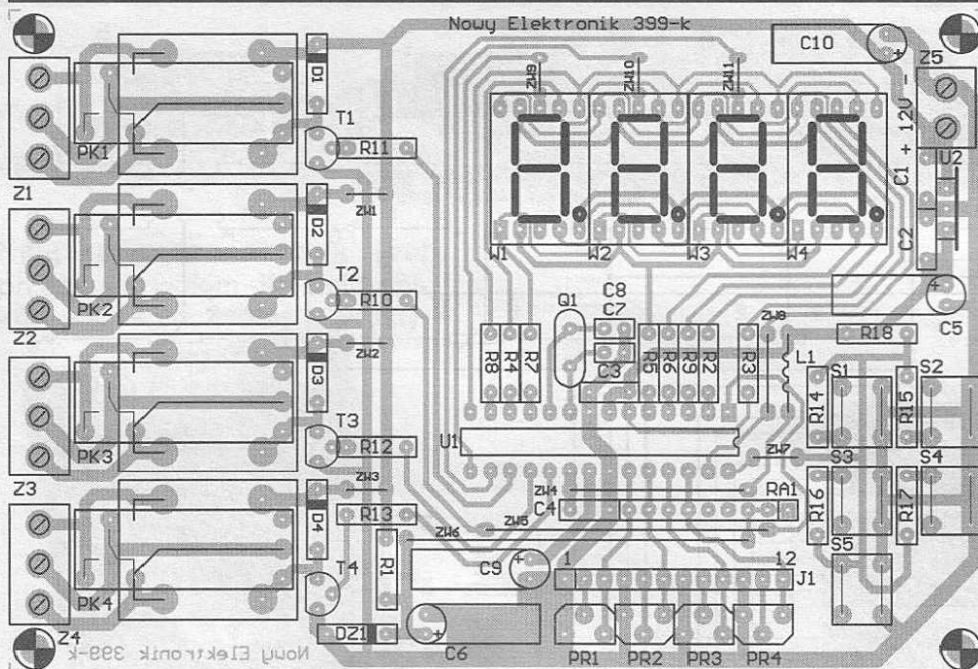 Nowy Elektronik 399-k
C10
Z5
-
+ 12V
U2
C1
C2
C5
PK1
D1
T1
R11
Z1
ZW1
PK2
D2
T2
R10
Z2
ZW2
PK3
D3
T3
R12
Z3
ZW3
R13
PK4
D4
T4
R1
Z4
DZ1
ZW9
ZW10
ZW11
W1
W2
W3
W4
Q1
C8
C7
C3
R8
R4
R7
R5
R6
R9
R2
R3
ZW8
L1
R18
U1
ZW7
R14
S1
R15
S2
R16
S3
R17
S4
S5
ZW4
C4
RA1
ZW5
ZW6
C9
1
12
J1
C6
PR1
PR2
PR3
PR4
Nowy Elektronik 399-k